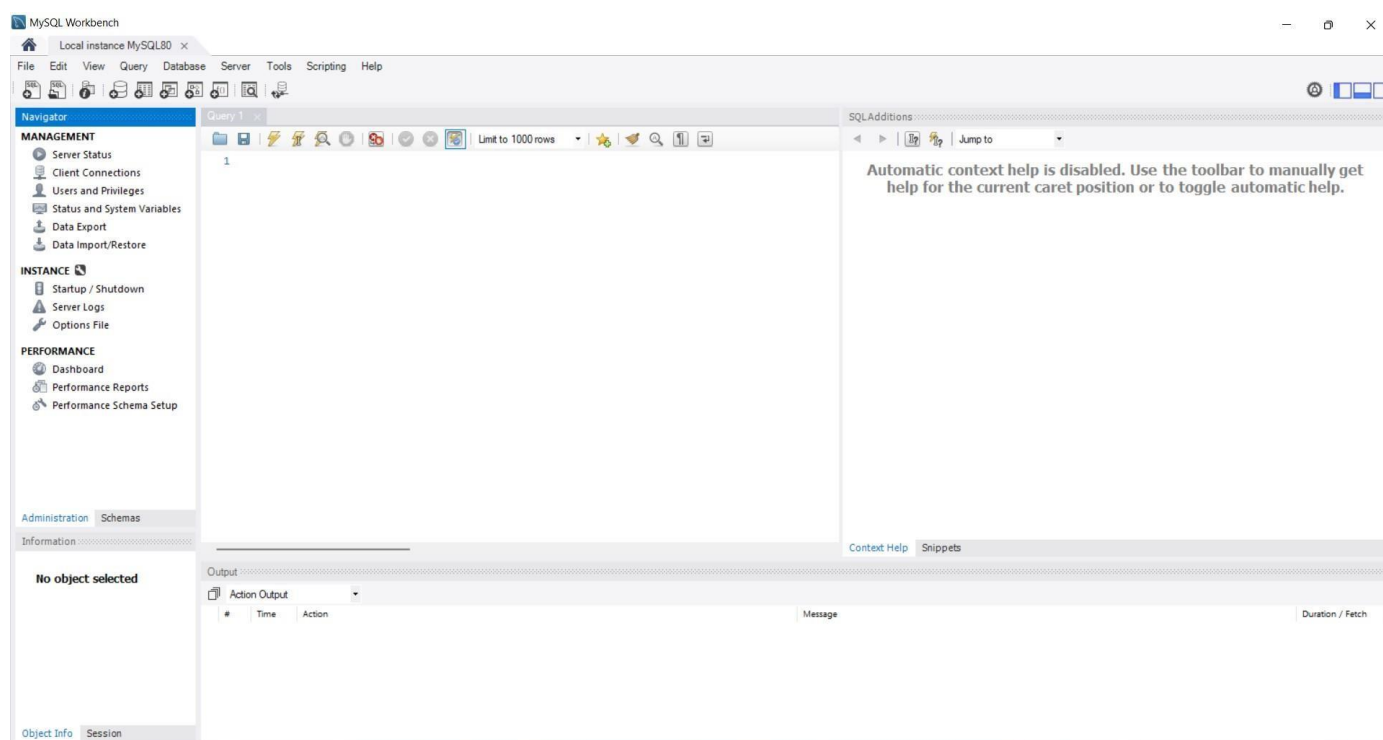 MySQL Workbench
Local instance MySQL80
File Edit View Query Database Server Tools Scripting Help
Navigator
MANAGEMENT
Server Status
Client Connections
Users and Privileges
Status and System Variables
Data Export
Data Import/Restore
INSTANCE
Startup / Shutdown
Server Logs
Options File
PERFORMANCE
Dashboard
Performance Reports
Performance Schema Setup
Administration Schemas
Information
No object selected
Object Info Session
Query 1
Limit to 1000 rows
1
SQLAdditions
Jump to
Automatic context help is disabled. Use the toolbar to manually get
help for the current caret position or to toggle automatic help.
Context Help Snippets
Output
Action Output
# Time Action Message Duration / Fetch